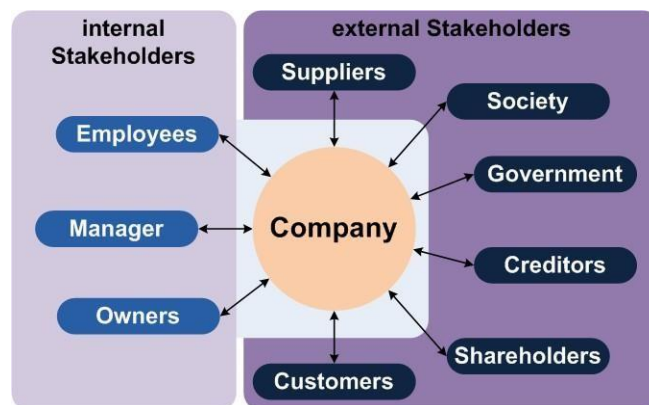 internal
Stakeholders
external Stakeholders
Suppliers
Society
Employees
Government
Manager
Company
Creditors
Owners
Shareholders
Customers